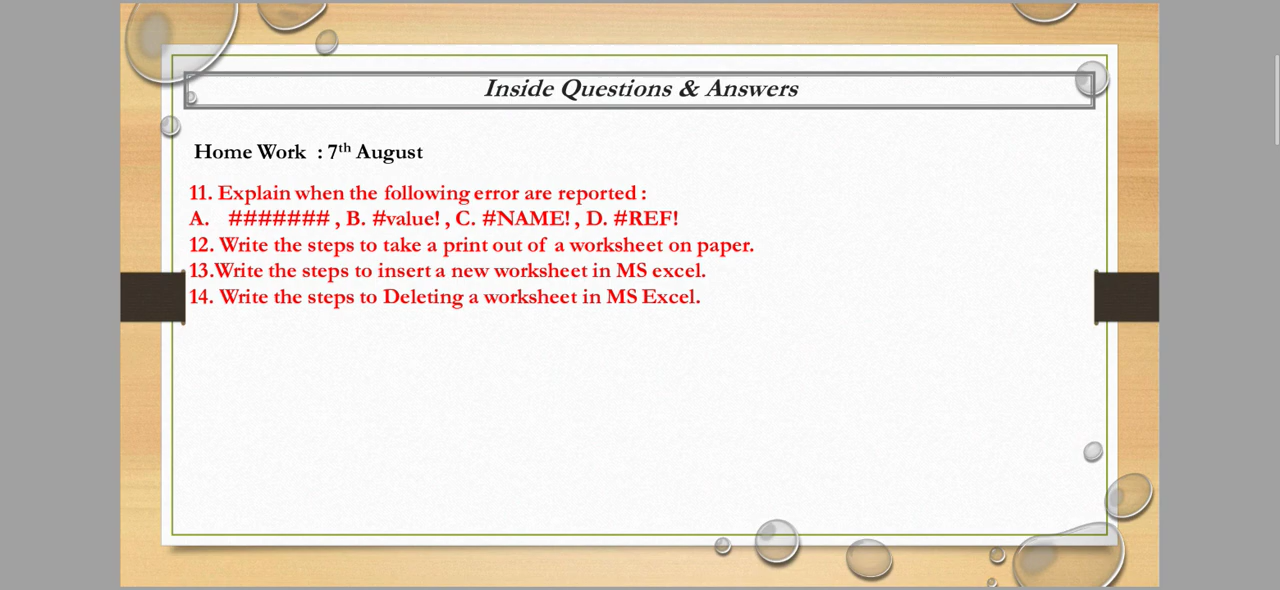 Inside Questions & Answers
Home Work : 7th August
11. Explain when the following error are reported :
A. ####### , B. #value! , C. #NAME! , D. #REF!
12. Write the steps to take a print out of a worksheet on paper.
13.Write the steps to insert a new worksheet in MS excel.
14. Write the steps to Deleting a worksheet in MS Excel.